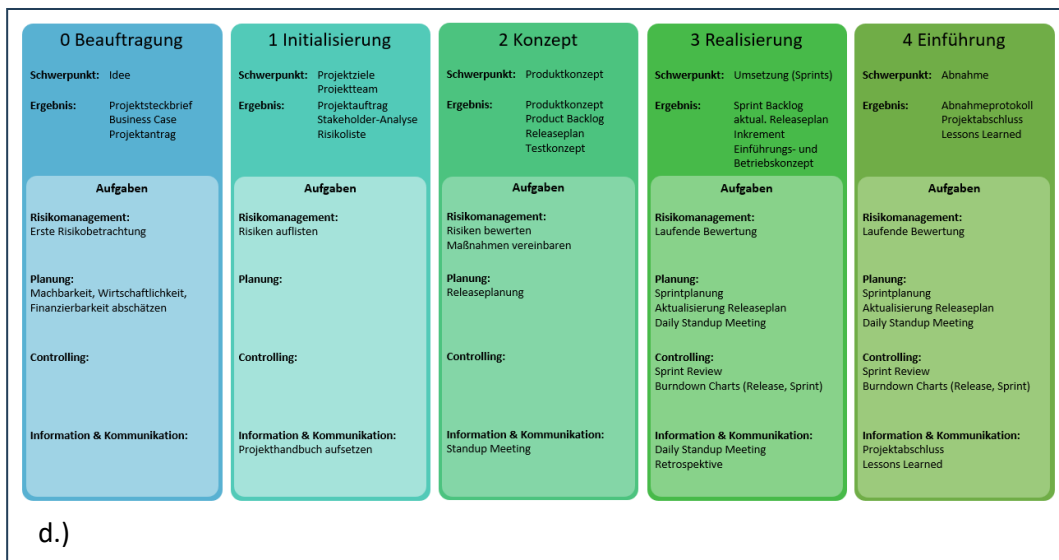 0 Beauftragung
Schwerpunkt: Idee
Ergebnis: Projektsteckbrief
Business Case
Projektantrag
Aufgaben
Risikomanagement:
Erste Risikobetrachtung
Planung:
Machbarkeit, Wirtschaftlichkeit,
Finanzierbarkeit abschätzen
Controlling:
Information & Kommunikation:
1 Initialisierung
Schwerpunkt: Projektziele
Projektteam
Ergebnis: Projektauftrag
Stakeholder-Analyse
Risikoliste
Aufgaben
Risikomanagement:
Risiken auflisten
Planung:
Controlling:
Information & Kommunikation:
Projekthandbuch aufsetzen
2 Konzept
Schwerpunkt: Produktkonzept
Ergebnis: Produktkonzept
Product Backlog
Releaseplan
Testkonzept
Aufgaben
Risikomanagement:
Risiken bewerten
Maßnahmen vereinbaren
Planung:
Releaseplanung
Controlling:
Information & Kommunikation:
Standup Meeting
3 Realisierung
Schwerpunkt: Umsetzung (Sprints)
Ergebnis: Sprint Backlog
aktual. Releaseplan
Inkrement
Einführungs- und
Betriebskonzept
Aufgaben
Risikomanagement:
Laufende Bewertung
Planung:
Sprintplanung
Aktualisierung Releaseplan
Daily Standup Meeting
Controlling:
Sprint Review
Burndown Charts (Release, Sprint)
Information & Kommunikation:
Daily Standup Meeting
Retrospektive
4 Einführung
Schwerpunkt: Abnahme
Ergebnis: Abnahmeprotokoll
Projektabschluss
Lessons Learned
Aufgaben
Risikomanagement:
Laufende Bewertung
Planung:
Sprintplanung
Aktualisierung Releaseplan
Daily Standup Meeting
Controlling:
Sprint Review
Burndown Charts (Release, Sprint)
Information & Kommunikation:
Projektabschluss
Lessons Learned
d.)